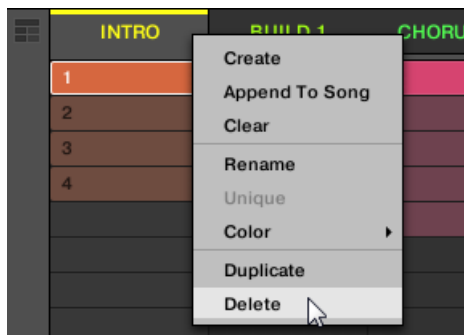 INTRO BUILD 1 CHORU
1
2
3
4
Create
Append To Song
Clear
Rename
Unique
Color
Duplicate
Delete